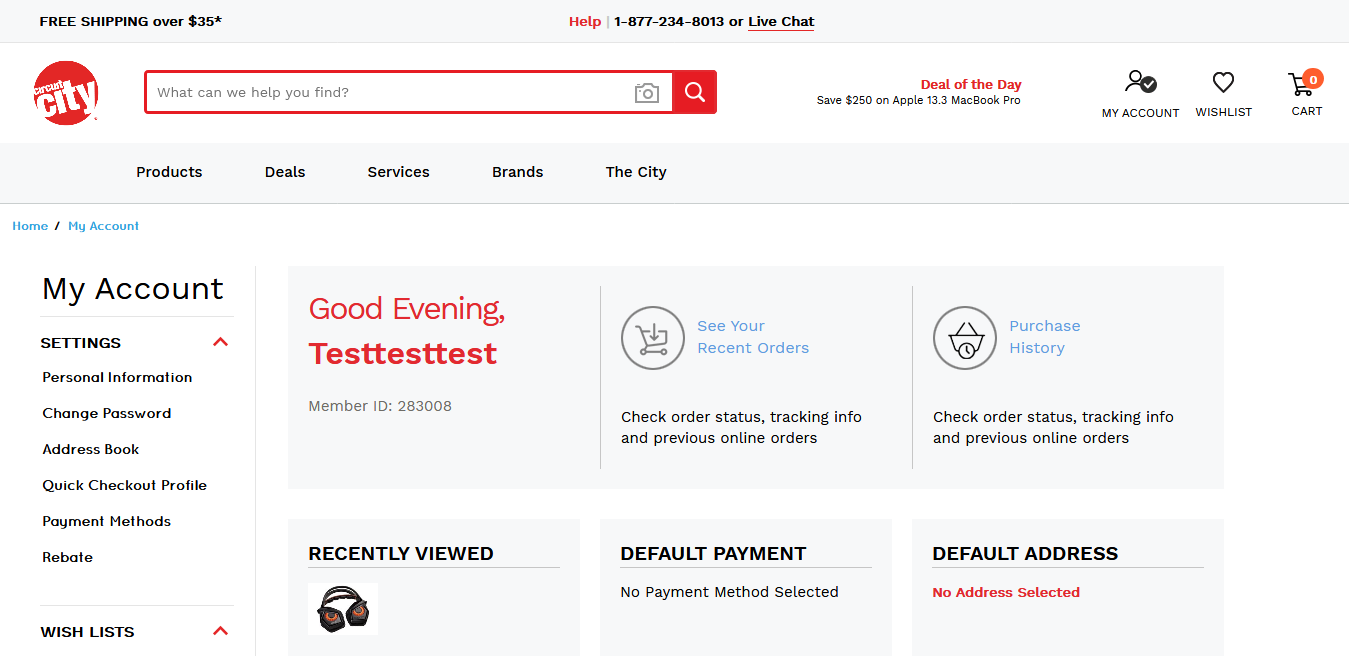 FREE SHIPPING over $35*
Help | 1-877-234-8013 or Live Chat
circuit
city
What can we help you find?
Deal of the Day
Save $250 on Apple 13.3 MacBook Pro
MY ACCOUNT
WISHLIST
0
CART
Products
Deals
Services
Brands
The City
Home / My Account
My Account
SETTINGS
Personal Information
Change Password
Address Book
Quick Checkout Profile
Payment Methods
Rebate
WISH LISTS
Good Evening,
Testtesttest
Member ID: 283008
See Your
Recent Orders
Check order status, tracking info
and previous online orders
Purchase
History
Check order status, tracking info
and previous online orders
RECENTLY VIEWED
DEFAULT PAYMENT
No Payment Method Selected
DEFAULT ADDRESS
No Address Selected